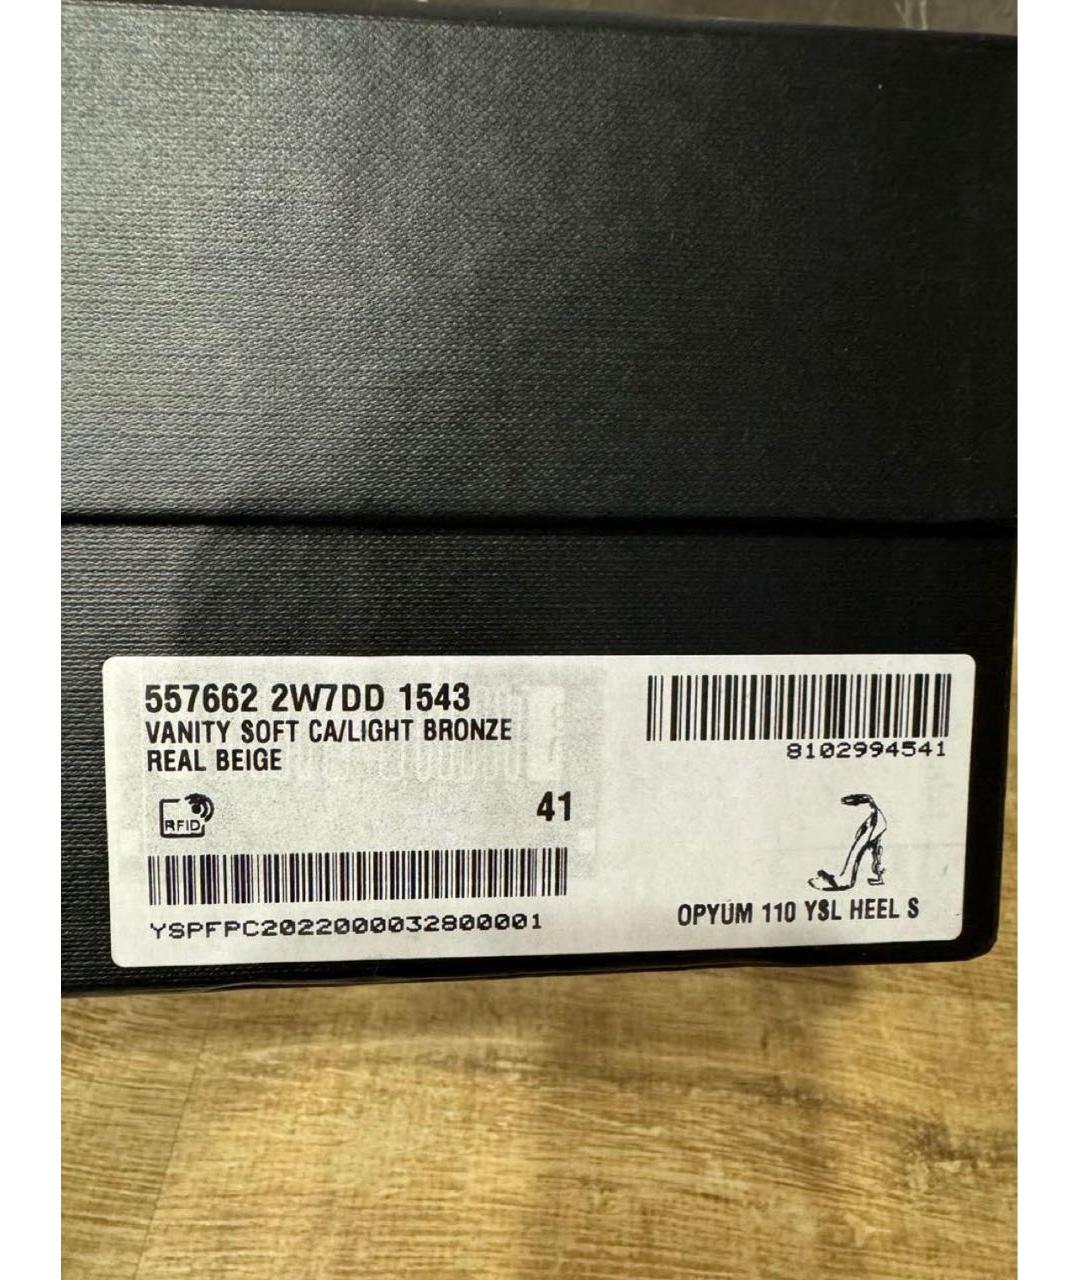 557662 2W7DD 1543
VANITY SOFT CA/LIGHT BRONZE
REAL BEIGE
RFID
41
YSPFPC2022000032800001
8102994541
OPYUM 110 YSL HEEL S